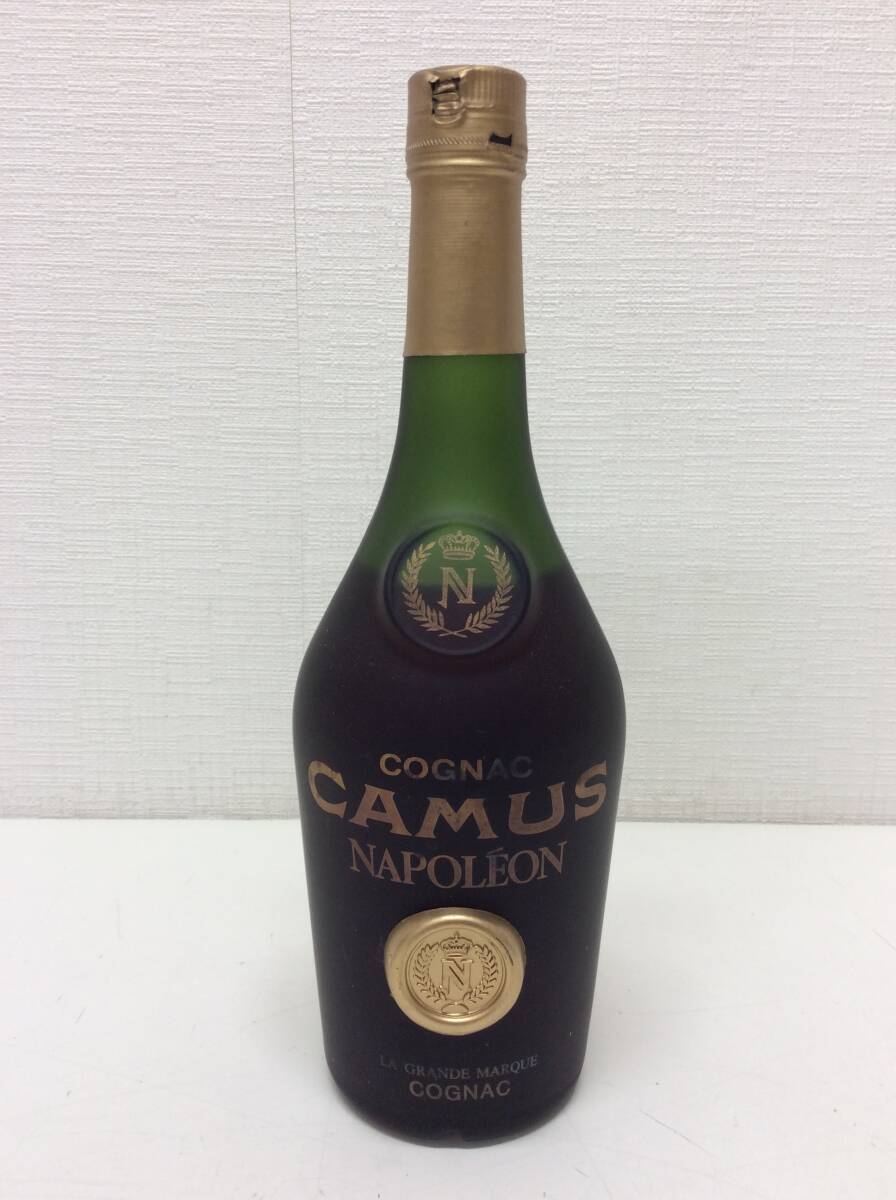 N
COGNAC
CAMUS
NAPOLÉON
N
LA GRANDE MARQUE
COGNAC